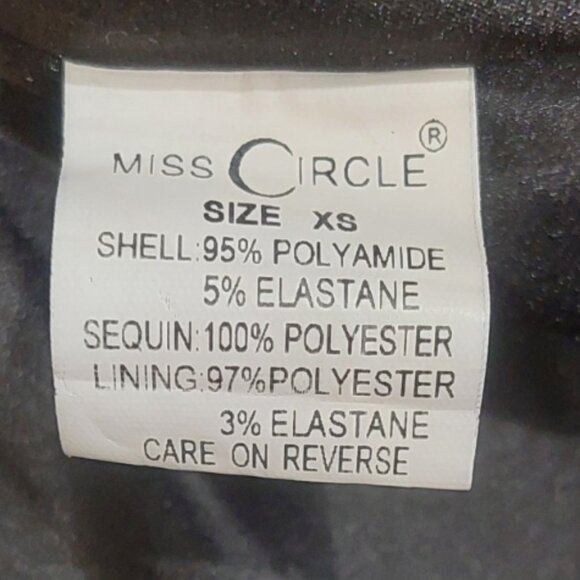 MISS CIRCLE®
SIZE XS
SHELL:95% POLYAMIDE
5% ELASTANE
SEQUIN:100% POLYESTER
LINING:97%POLYESTER
3% ELASTANE
CARE ON REVERSE